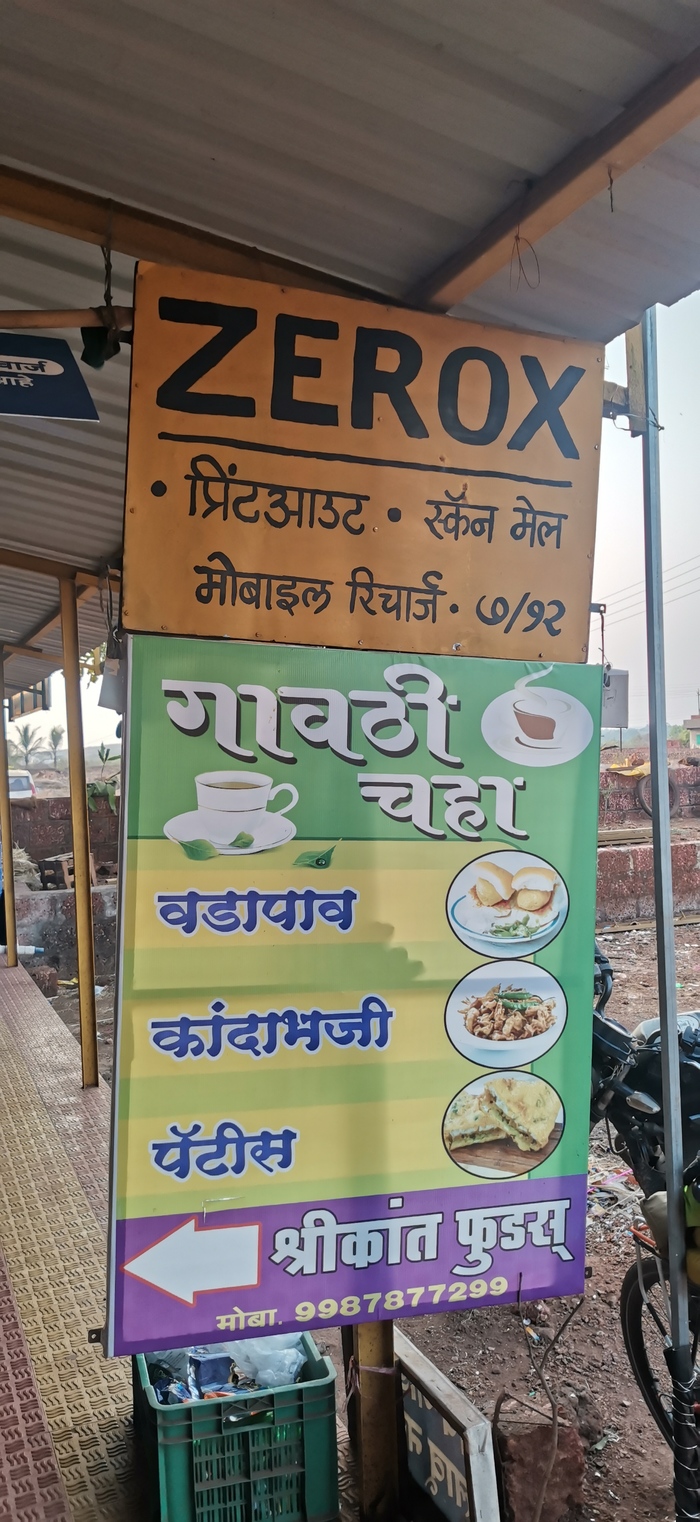 ZEROX
• प्रिंटआउट • स्कॅन मेल
मोबाइल रिचार्ज • ७/१२
गावठी
चहा
वडापाव
कांदाभजी
पॅटीस
श्रीकांत फुडस्
मोबा. 9987877299